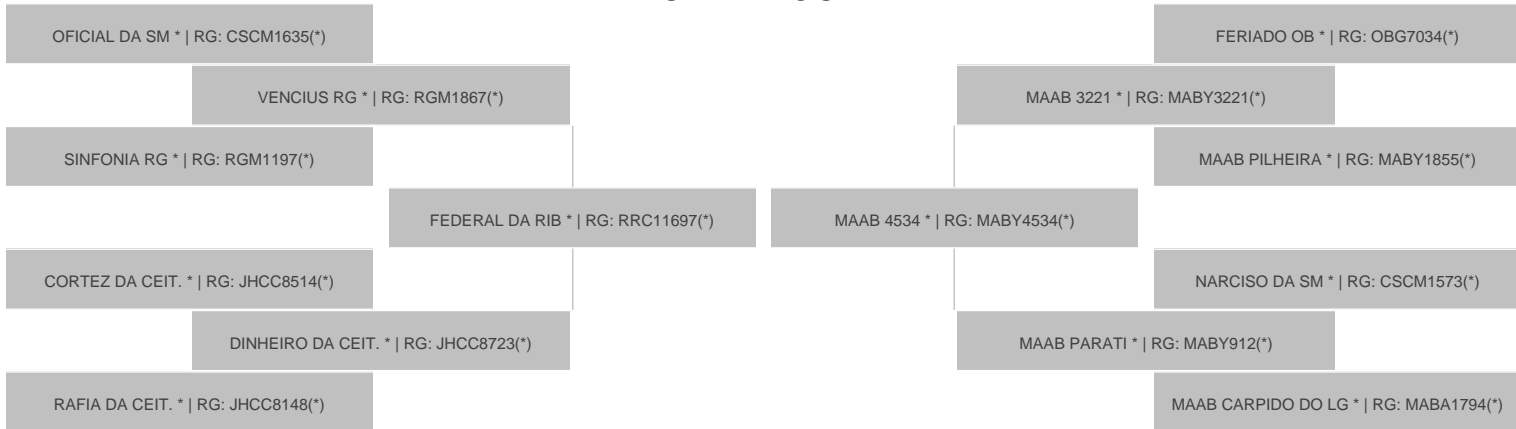 OFICIAL DA SM * | RG: CSCM1635(*)
FERIADO OB * | RG: OBG7034(*)
VENCIUS RG * | RG: RGM1867(*)
MAAB 3221 * | RG: MABY3221(*)
SINFONIA RG * | RG: RGM1197(*)
MAAB PILHEIRA * | RG: MABY1855(*)
FEDERAL DA RIB * | RG: RRC11697(*)
MAAB 4534 * | RG: MABY4534(*)
CORTEZ DA CEIT. * | RG: JHCC8514(*)
NARCISO DA SM * | RG: CSCM1573(*)
DINHEIRO DA CEIT. * | RG: JHCC8723(*)
MAAB PARATI * | RG: MABY912(*)
RAFIA DA CEIT. * | RG: JHCC8148(*)
MAAB CARPIDO DO LG * | RG: MABA1794(*)